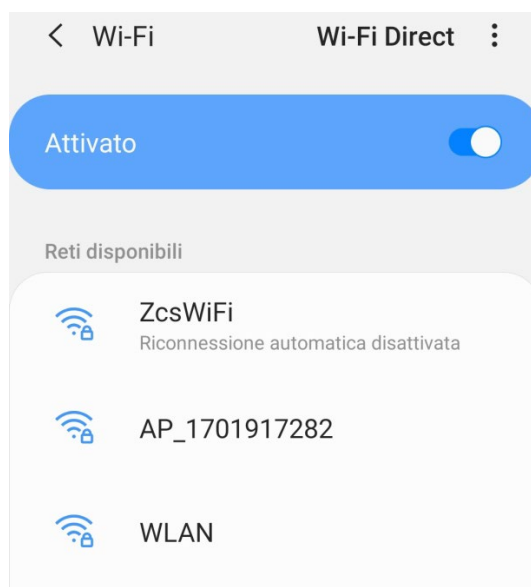 Wi-Fi Wi-Fi Direct
Attivato
Reti disponibili
ZcsWiFi
Riconnessione automatica disattivata
AP_1701917282
WLAN